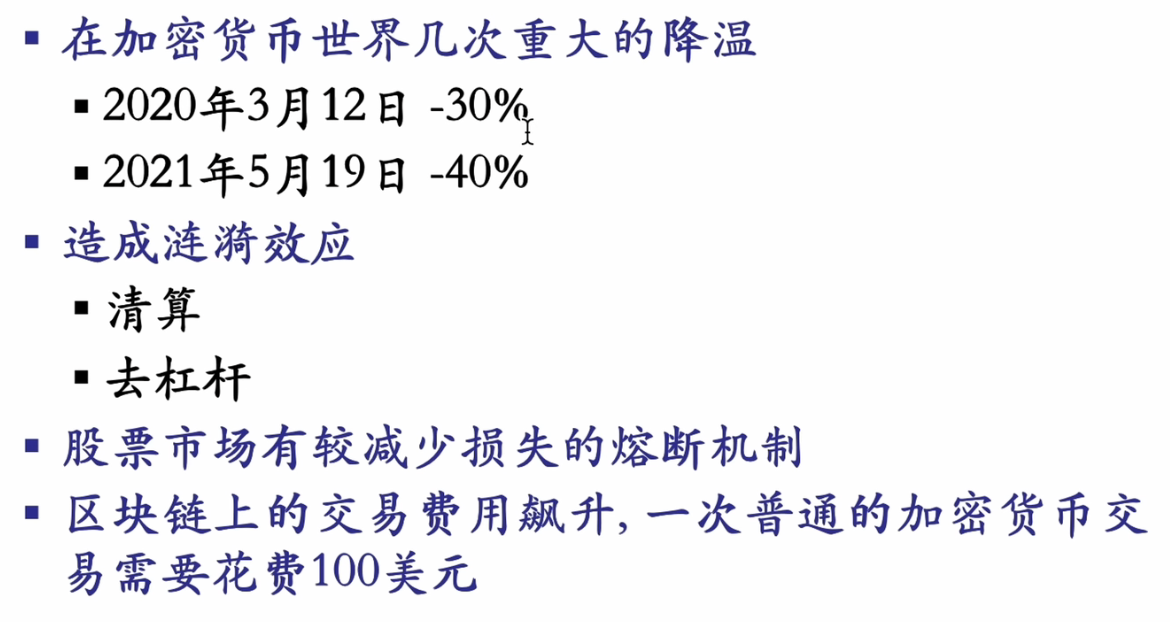 ▪ 在加密货币世界几次重大的降温
▪ 2020年3月12日 -30%
▪ 2021年5月19日 -40%
▪ 造成涟漪效应
▪ 清算
▪ 去杠杆
▪ 股票市场有较减少损失的熔断机制
▪ 区块链上的交易费用飙升, 一次普通的加密货币交
易需要花费100美元